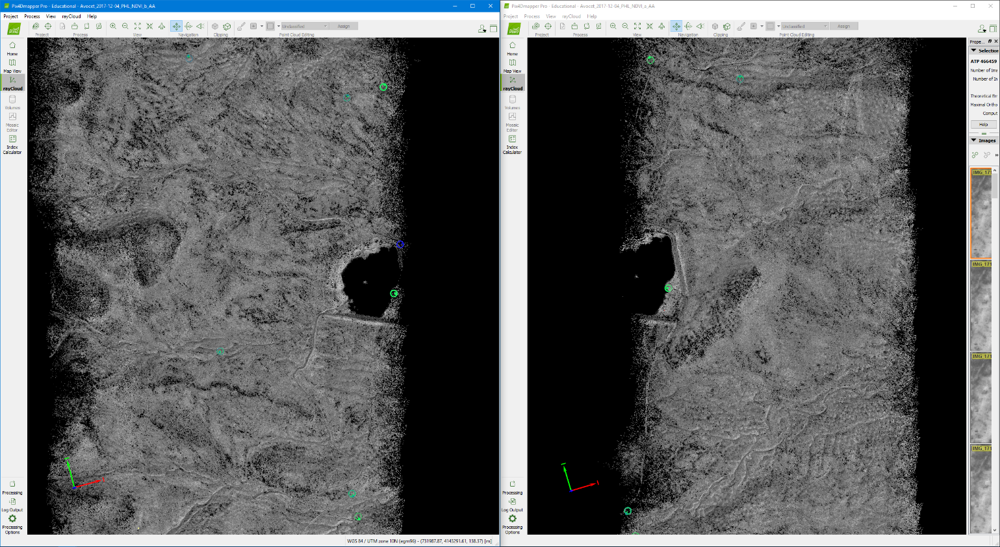 Pix4Dmapper Pro - Educational - Avocet_2017-12-04_PHL_NDVI_b_AA
Project Process View rayCloud Help
Unclassified Assign
Project Process View Navigation Clipping Point Cloud Editing
Home
Map View
rayCloud
Volumes
Mosaic
Editor
Index
Calculator
Processing
Log Output
Processing
Options
WGS 84 / UTM zone 10N (egm96) - (731987.87, 4143291.61, 138.37) [m]
Pix4Dmapper Pro - Educational - Avocet_2017-12-04_PHL_NDVI_a_AA
Project Process View rayCloud Help
Unclassified Assign
Project Process View Navigation Clipping Point Cloud Editing
Home
Map View
rayCloud
Volumes
Mosaic
Editor
Index
Calculator
Processing
Log Output
Processing
Options
Prope...
Selection
ATP 466459
Number of Ima
Number of In
Theoretical Err
Maximal Ortho
Comput
Help
Images
IMG_171
IMG_171
IMG_171
IMG_171